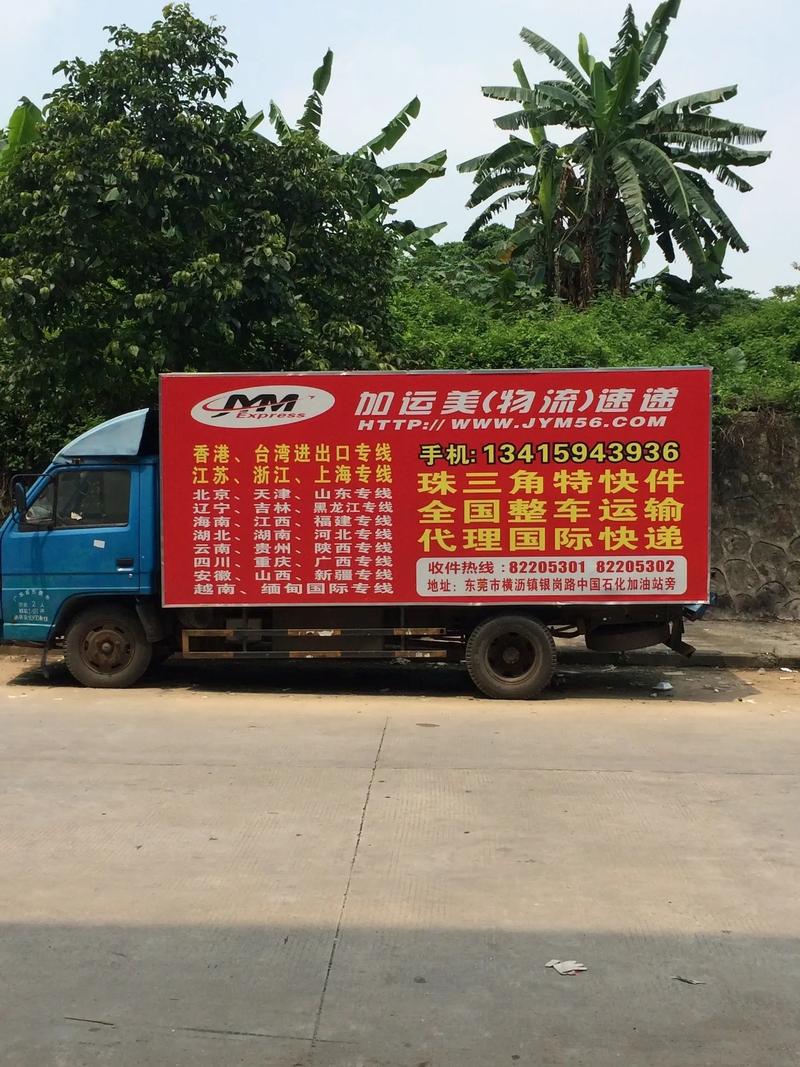 JYM Express
加运美(物流)速递
HTTP://WWW.JYM56.COM
香港、台湾进出口专线
江苏、浙江、上海专线
北京、天津、山东专线
辽宁、吉林、黑龙江专线
海南、江西、福建专线
湖北、湖南、河北专线
云南、贵州、陕西专线
四川、重庆、广西专线
安徽、山西、新疆专线
越南、缅甸国际专线
手机:13415943936
珠三角特快件
全国整车运输
代理国际快递
收件热线:82205301 82205302
地址:东莞市横沥镇银岗路中国石化加油站旁